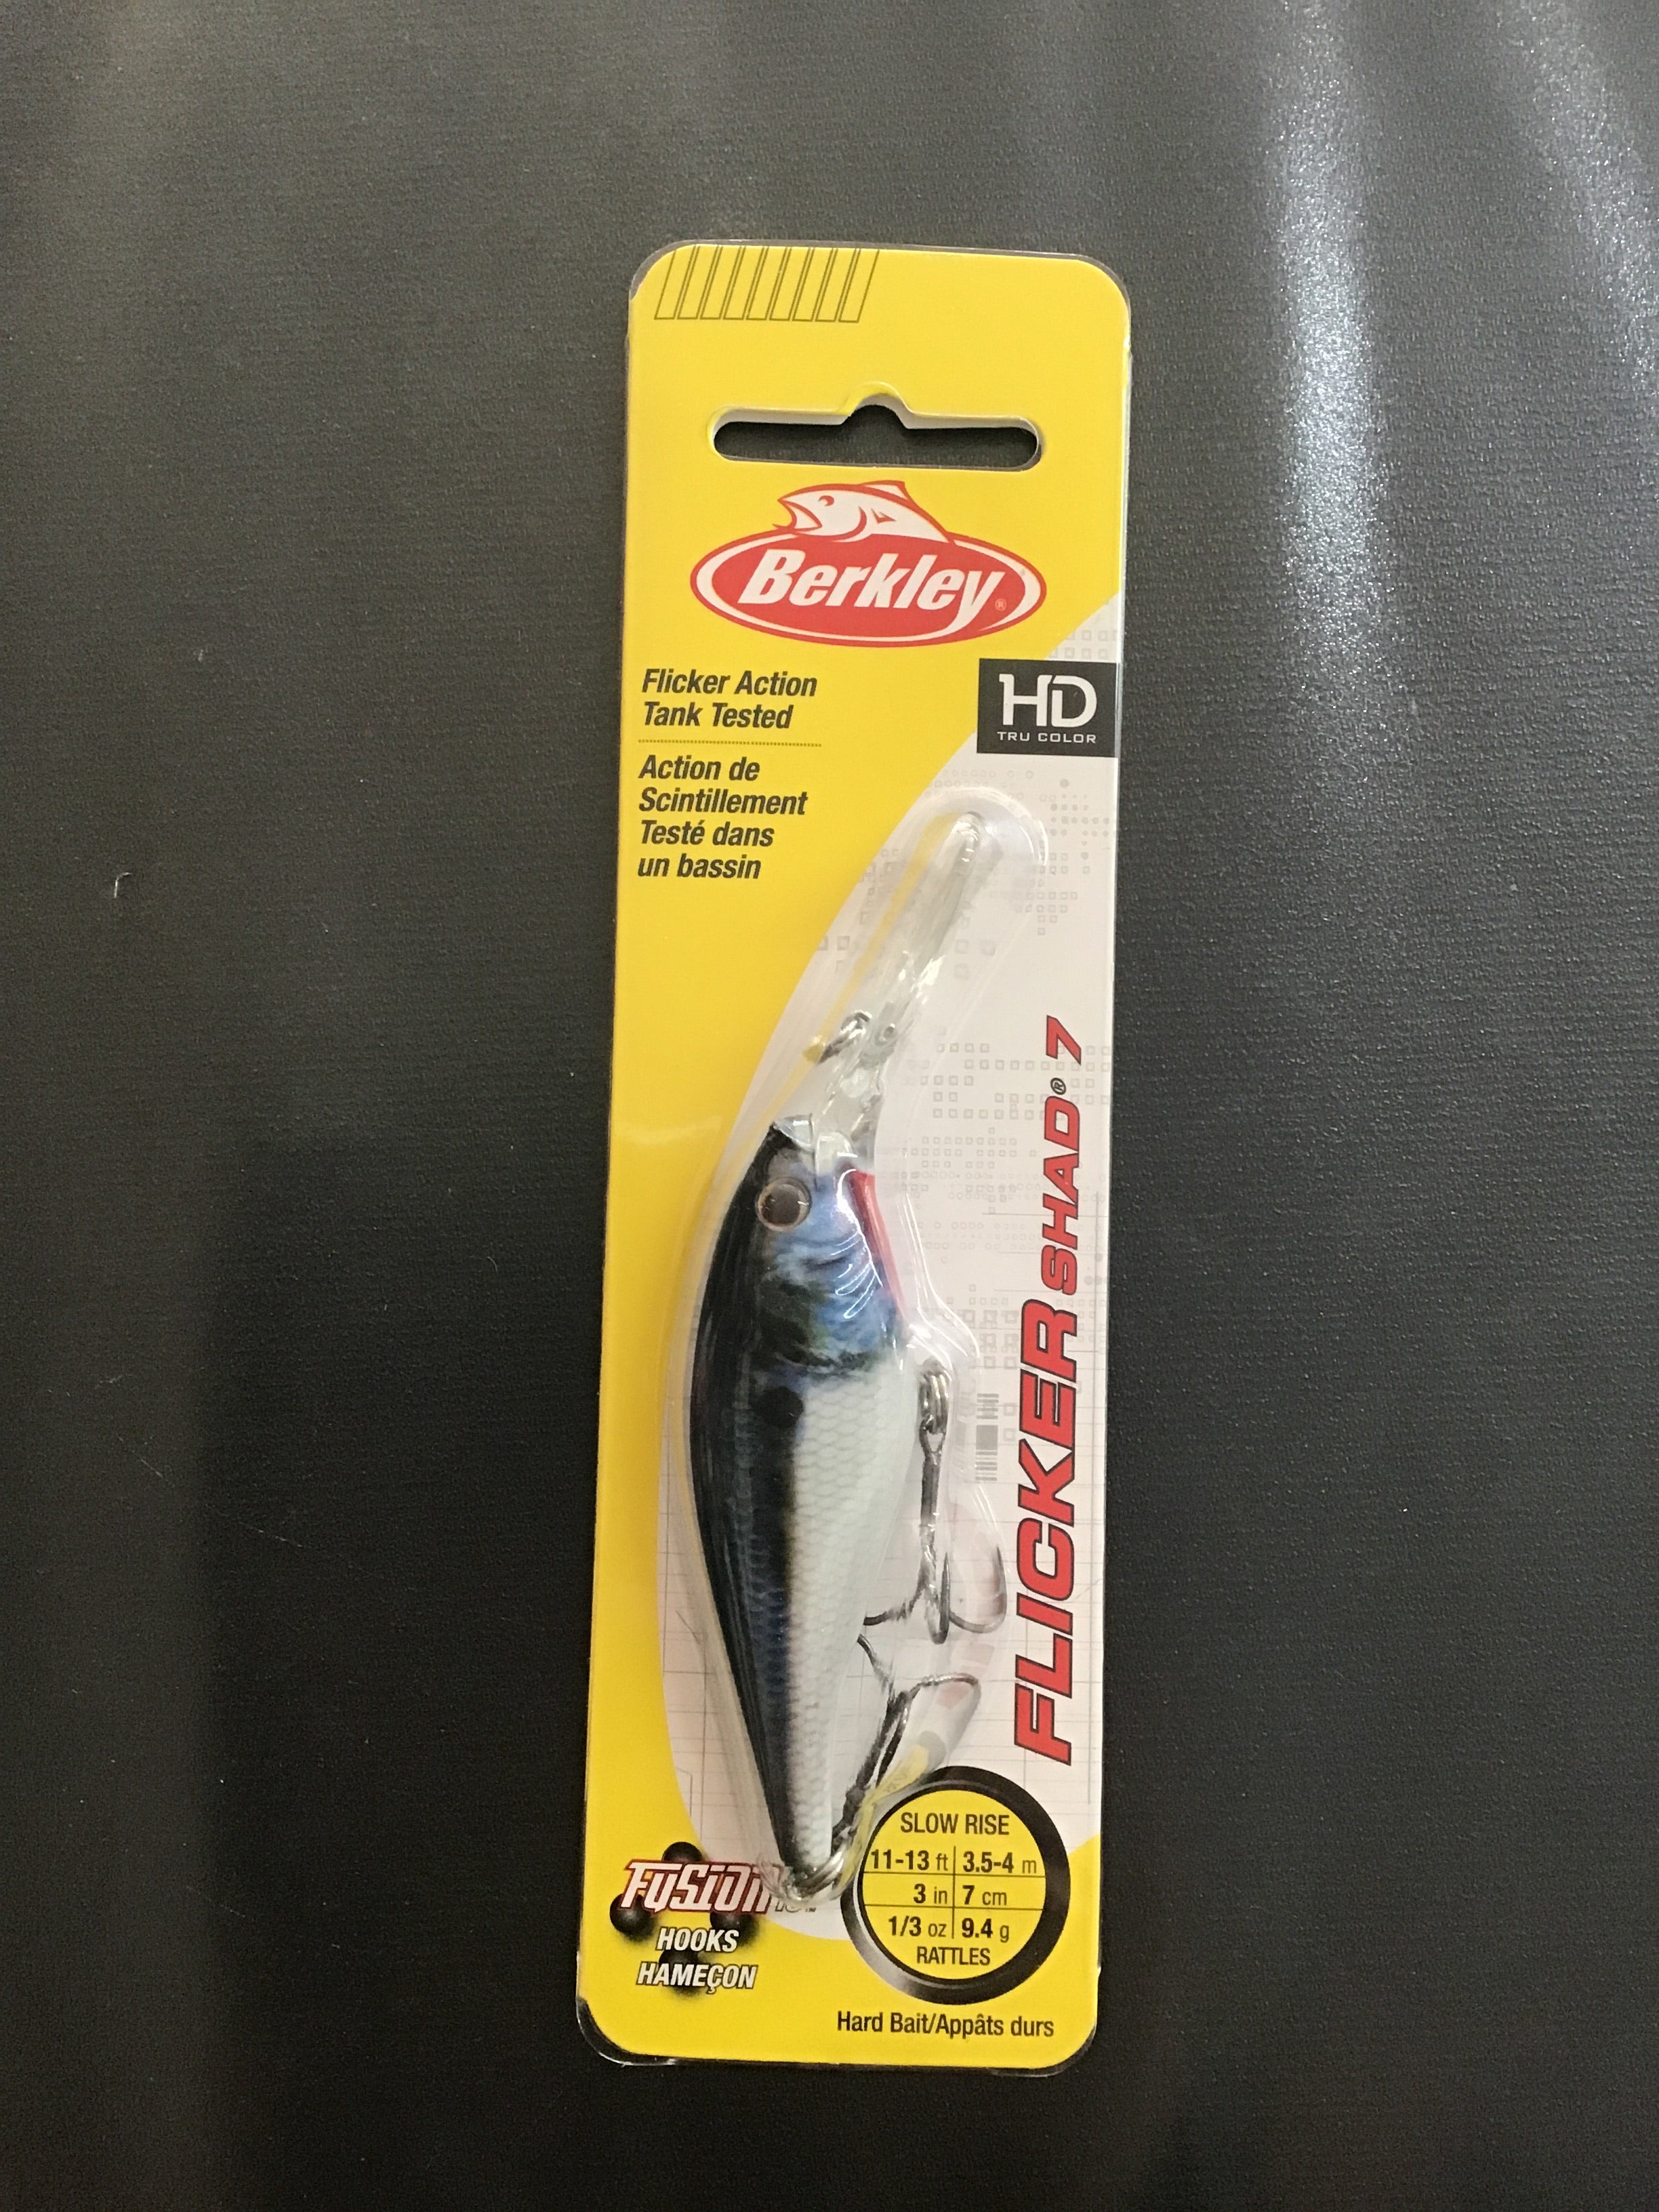 Berkley®
Flicker Action
Tank Tested
Action de
Scintillement
Testé dans
un bassin
HD
TRU COLOR
FLICKER SHAD® 7
SLOW RISE
11-13 ft 3.5-4 m
3 in 7 cm
1/3 oz 9.4 g
RATTLES
FUSION
HOOKS
HAMEÇON
Hard Bait/Appâts durs